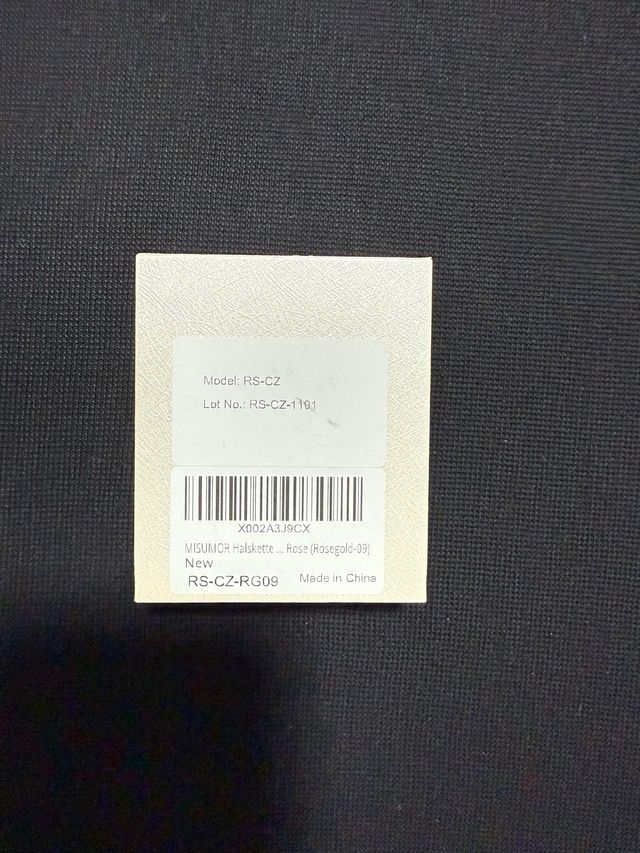 Model: RS-CZ
Lot No.: RS-CZ-1101
X002A3J9CX
MISUMOR Halskette ... Rose (Rosegold-09)
New
RS-CZ-RG09 Made in China